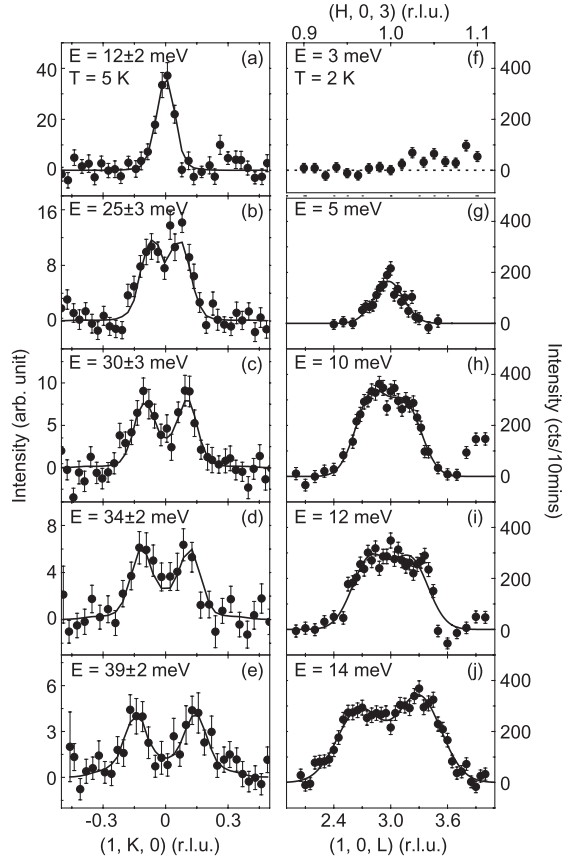 (H, 0, 3) (r.l.u.)
0.9 1.0 1.1
E = 12±2 meV (a)
T = 5 K
40
20
0
E = 3 meV (f)
T = 2 K
400
200
0
E = 25±3 meV (b)
16
8
0
E = 5 meV (g)
400
200
0
E = 30±3 meV (c)
10
5
0
E = 10 meV (h)
400
200
0
E = 34±2 meV (d)
8
4
0
E = 12 meV (i)
400
200
0
E = 39±2 meV (e)
6
3
0
E = 14 meV (j)
400
200
0
-0.3 0 0.3
2.4 3.0 3.6
(1, K, 0) (r.l.u.)
(1, 0, L) (r.l.u.)
Intensity (arb. unit)
Intensity (cts/10mins)